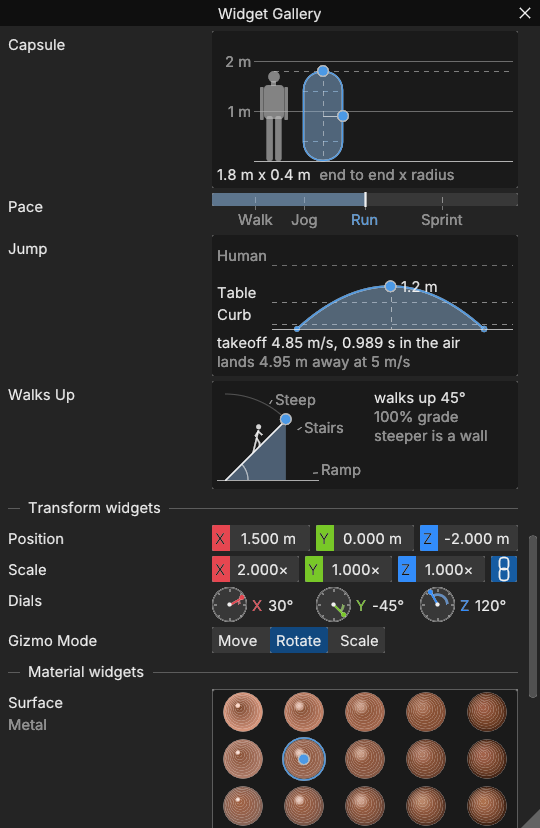 Widget Gallery
Capsule
2 m
1 m
1.8 m x 0.4 m end to end x radius
Pace
Walk Jog Run Sprint
Jump
Human
1.2 m
Table
Curb
takeoff 4.85 m/s, 0.989 s in the air
lands 4.95 m away at 5 m/s
Walks Up
Steep
Stairs
Ramp
walks up 45°
100% grade
steeper is a wall
Transform widgets
Position X 1.500 m Y 0.000 m Z -2.000 m
Scale X 2.000× Y 1.000× Z 1.000×
Dials X 30° Y -45° Z 120°
Gizmo Mode Move Rotate Scale
Material widgets
Surface
Metal